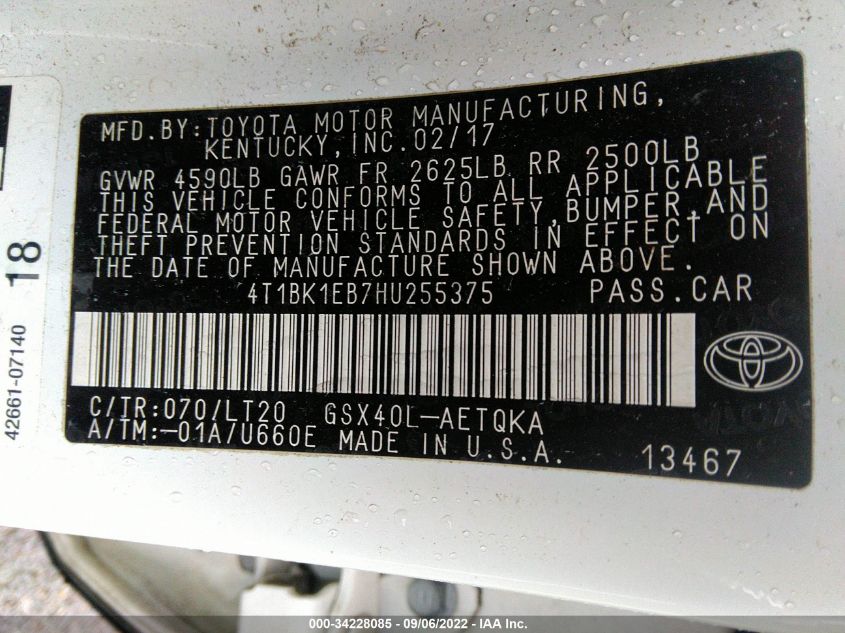 MFD.BY:TOYOTA MOTOR MANUFACTURING,
KENTUCKY,INC.02/17
GVWR 4590LB GAWR FR 2625LB RR 2500LB
THIS VEHICLE CONFORMS TO ALL APPLICABLE
FEDERAL MOTOR VEHICLE SAFETY,BUMPER,AND
THEFT PREVENTION STANDARDS IN EFFECT ON
THE DATE OF MANUFACTURE SHOWN ABOVE.
4T1BK1EB7HU255375 PASS.CAR
C/TR:070/LT20 GSX40L-AETQKA
A/TM:-01A/U660E MADE IN U.S.A.
13467
18
42661-07140
000-34228085 - 09/06/2022 - IAA Inc.